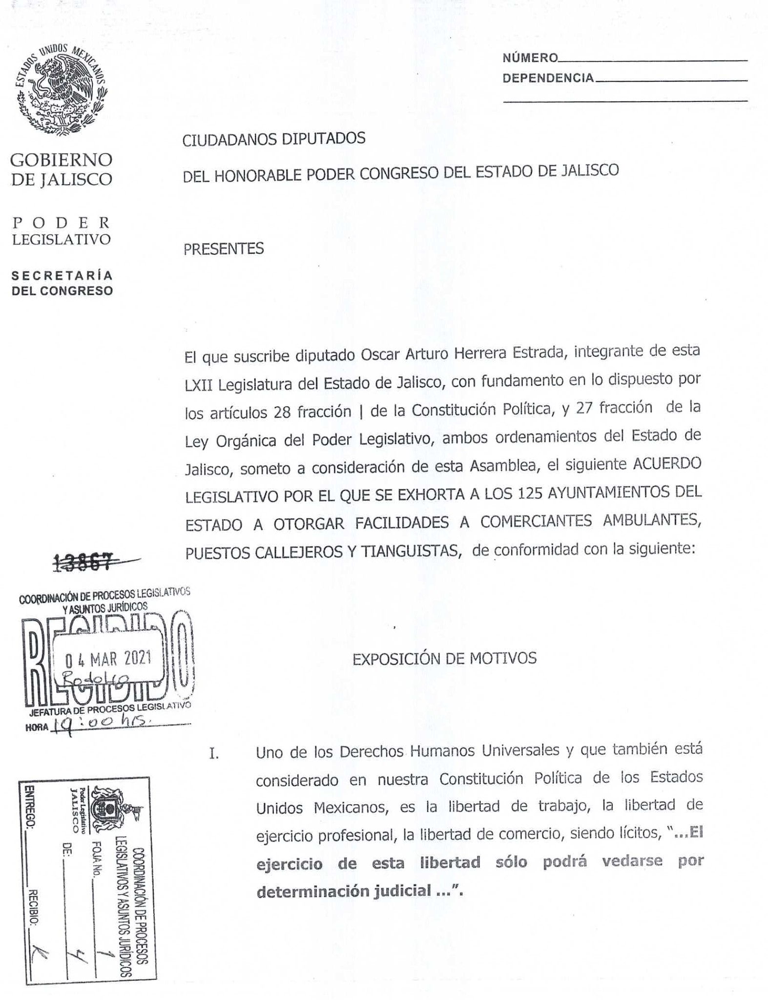 ESTADOS UNIDOS MEXICANOS
NÚMERO
DEPENDENCIA
GOBIERNO
DE JALISCO
PODER
LEGISLATIVO
SECRETARÍA
DEL CONGRESO
CIUDADANOS DIPUTADOS
DEL HONORABLE PODER CONGRESO DEL ESTADO DE JALISCO
PRESENTES
El que suscribe diputado Oscar Arturo Herrera Estrada, integrante de esta
LXII Legislatura del Estado de Jalisco, con fundamento en lo dispuesto por
los artículos 28 fracción | de la Constitución Política, y 27 fracción de la
Ley Orgánica del Poder Legislativo, ambos ordenamientos del Estado de
Jalisco, someto a consideración de esta Asamblea, el siguiente ACUERDO
LEGISLATIVO POR EL QUE SE EXHORTA A LOS 125 AYUNTAMIENTOS DEL
ESTADO A OTORGAR FACILIDADES A COMERCIANTES AMBULANTES,
PUESTOS CALLEJEROS Y TIANGUISTAS, de conformidad con la siguiente:
13867
COORDINACIÓN DE PROCESOS LEGISLATIVOS
Y ASUNTOS JURÍDICOS
RECIBIDO
04 MAR 2021
Rodolfo
JEFATURA DE PROCESOS LEGISLATIVO
HORA 19:00 hrs.
EXPOSICIÓN DE MOTIVOS
I. Uno de los Derechos Humanos Universales y que también está
considerado en nuestra Constitución Política de los Estados
Unidos Mexicanos, es la libertad de trabajo, la libertad de
ejercicio profesional, la libertad de comercio, siendo lícitos, “...El
ejercicio de esta libertad sólo podrá vedarse por
determinación judicial ...”.
COORDINACIÓN DE PROCESOS
LEGISLATIVOS Y ASUNTOS JURÍDICOS
Poder Legislativo
JALISCO
FOJA No. 1
DE: 4
ENTREGO: RECIBIO: K